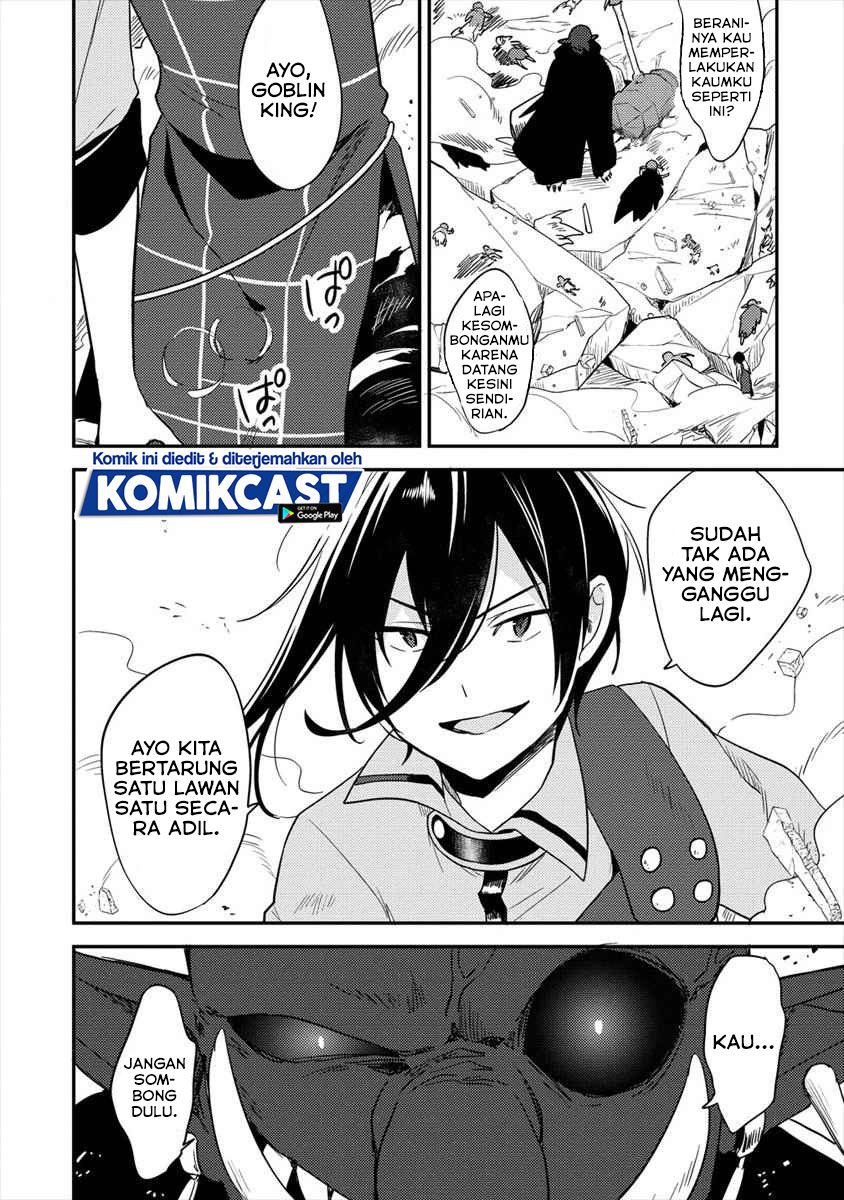 BERANI-
NYA KAU
MEMPER-
LAKUKAN
KAUMKU
SEPERTI
INI?
APA-
LAGI
KESOM-
BONGANMU
KARENA
DATANG
KESINI
SENDI-
RIAN.
AYO,
GOBLIN
KING!
ぱっ
ぱっ
Komik ini diedit & diterjemahkan oleh
KOMIKCAST
GET IT ON
Google Play
SUDAH
TAK ADA
YANG MENG-
GANGGU
LAGI.
AYO KITA
BERTARUNG
SATU LAWAN
SATU SECA-
RA ADIL.
KAU...
JANGAN
SOM-
BONG
DULU.